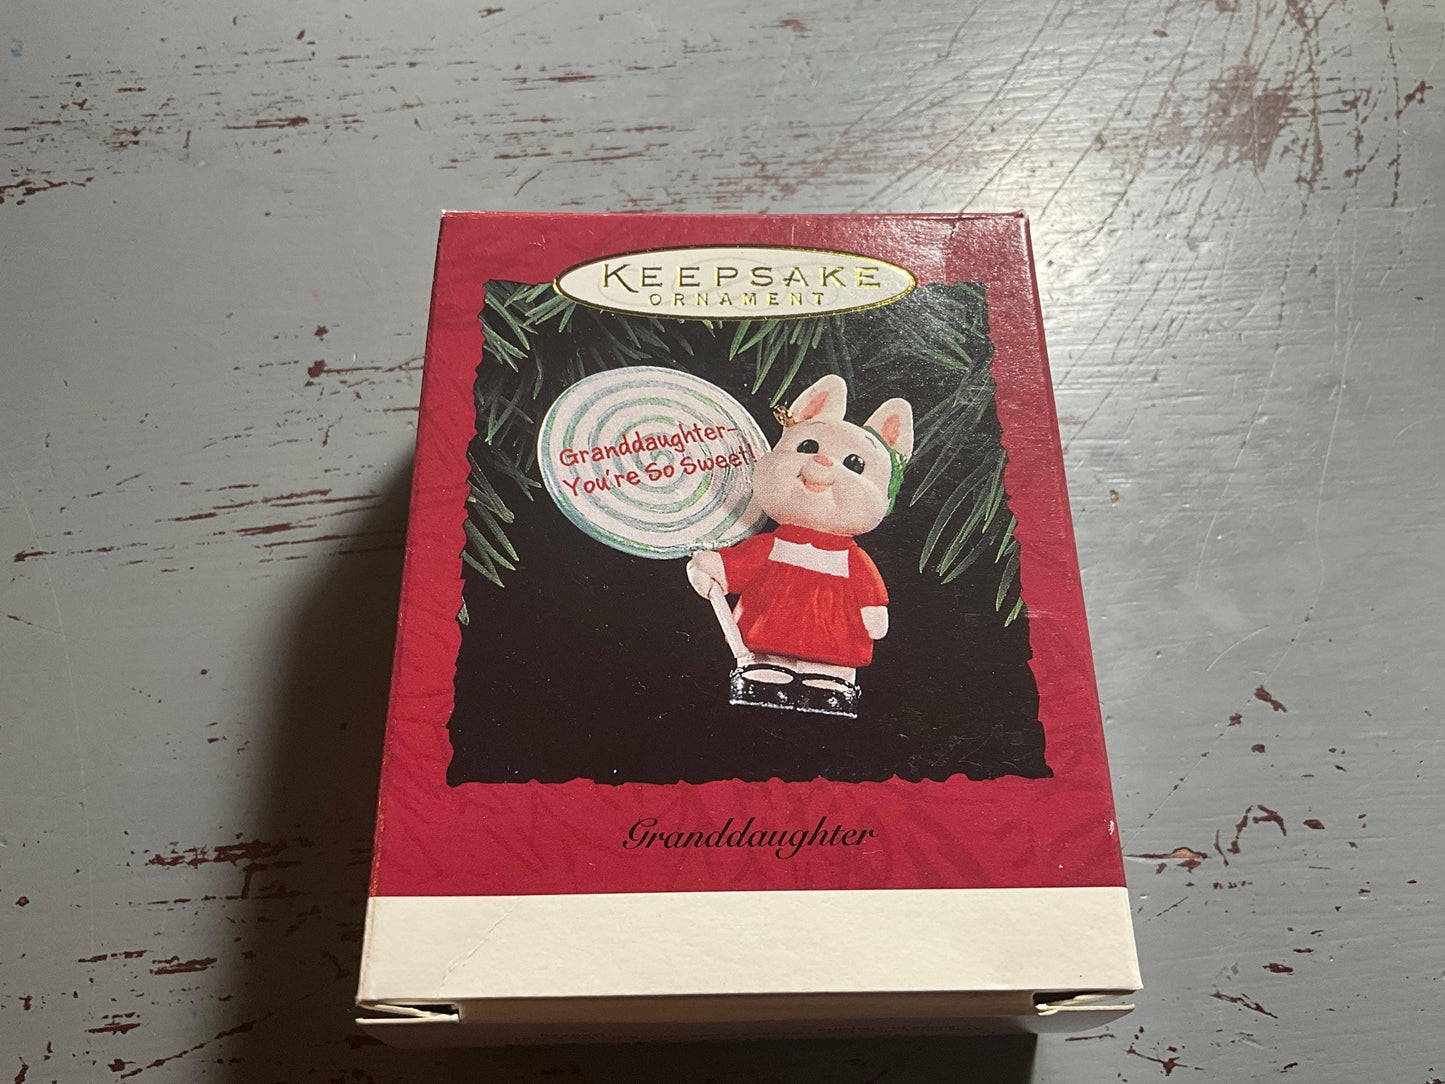 KEEPSAKE
ORNAMENT
Granddaughter-
You're So Sweet!
Granddaughter